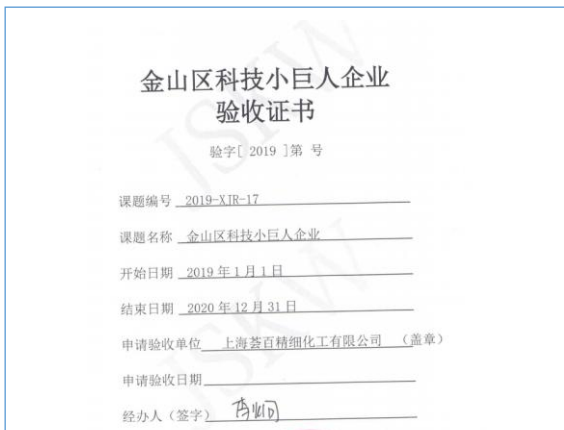 金山区科技小巨人企业
验收证书
验字[ 2019 ]第 号
课题编号 2019-XJR-17
课题名称 金山区科技小巨人企业
开始日期 2019 年 1 月 1 日
结束日期 2020 年 12 月 31 日
申请验收单位 上海荟百精细化工有限公司 （盖章）
申请验收日期
经办人（签字）
JSKW
JSKW